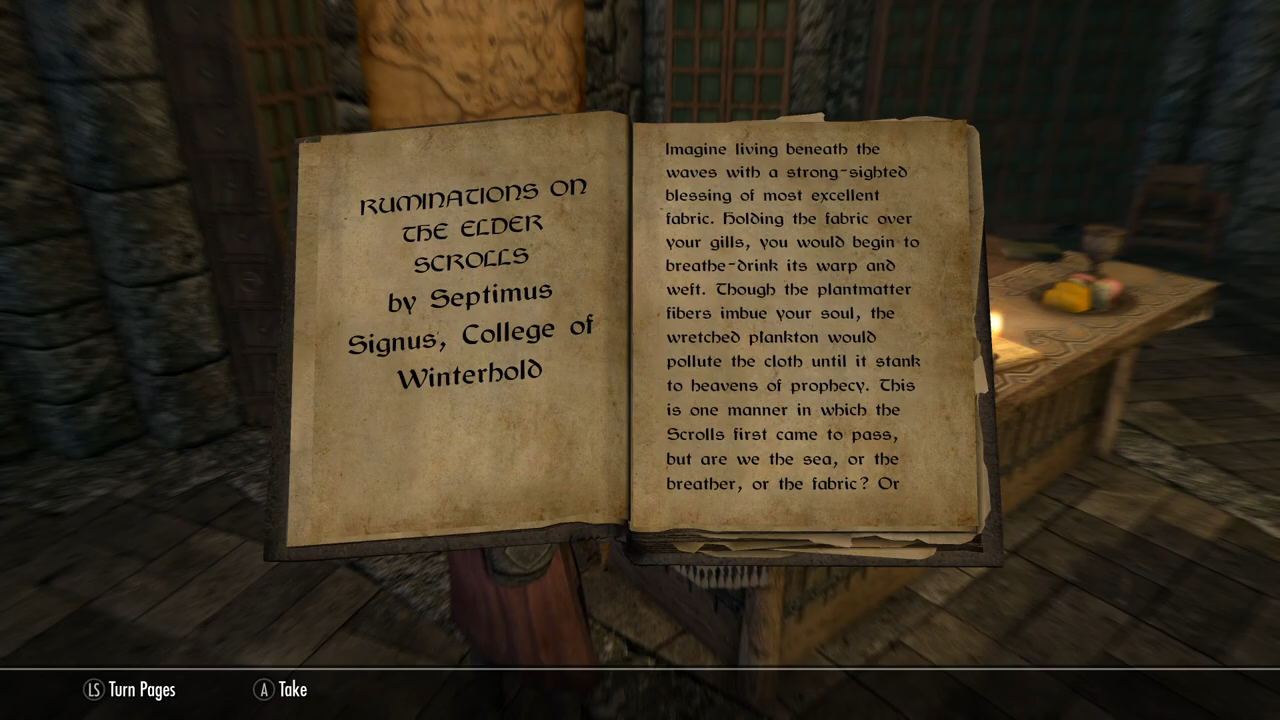 RUMINATIONS ON
THE ELDER
SCROLLS
by Septimus
Signus, College of
Winterhold
Imagine living beneath the
waves with a strong-sighted
blessing of most excellent
fabric. Holding the fabric over
your gills, you would begin to
breathe-drink its warp and
weft. Though the plantmatter
fibers imbue your soul, the
wretched plankton would
pollute the cloth until it stank
to heavens of prophecy. This
is one manner in which the
Scrolls first came to pass,
but are we the sea, or the
breather, or the fabric? Or
LS Turn Pages
A Take